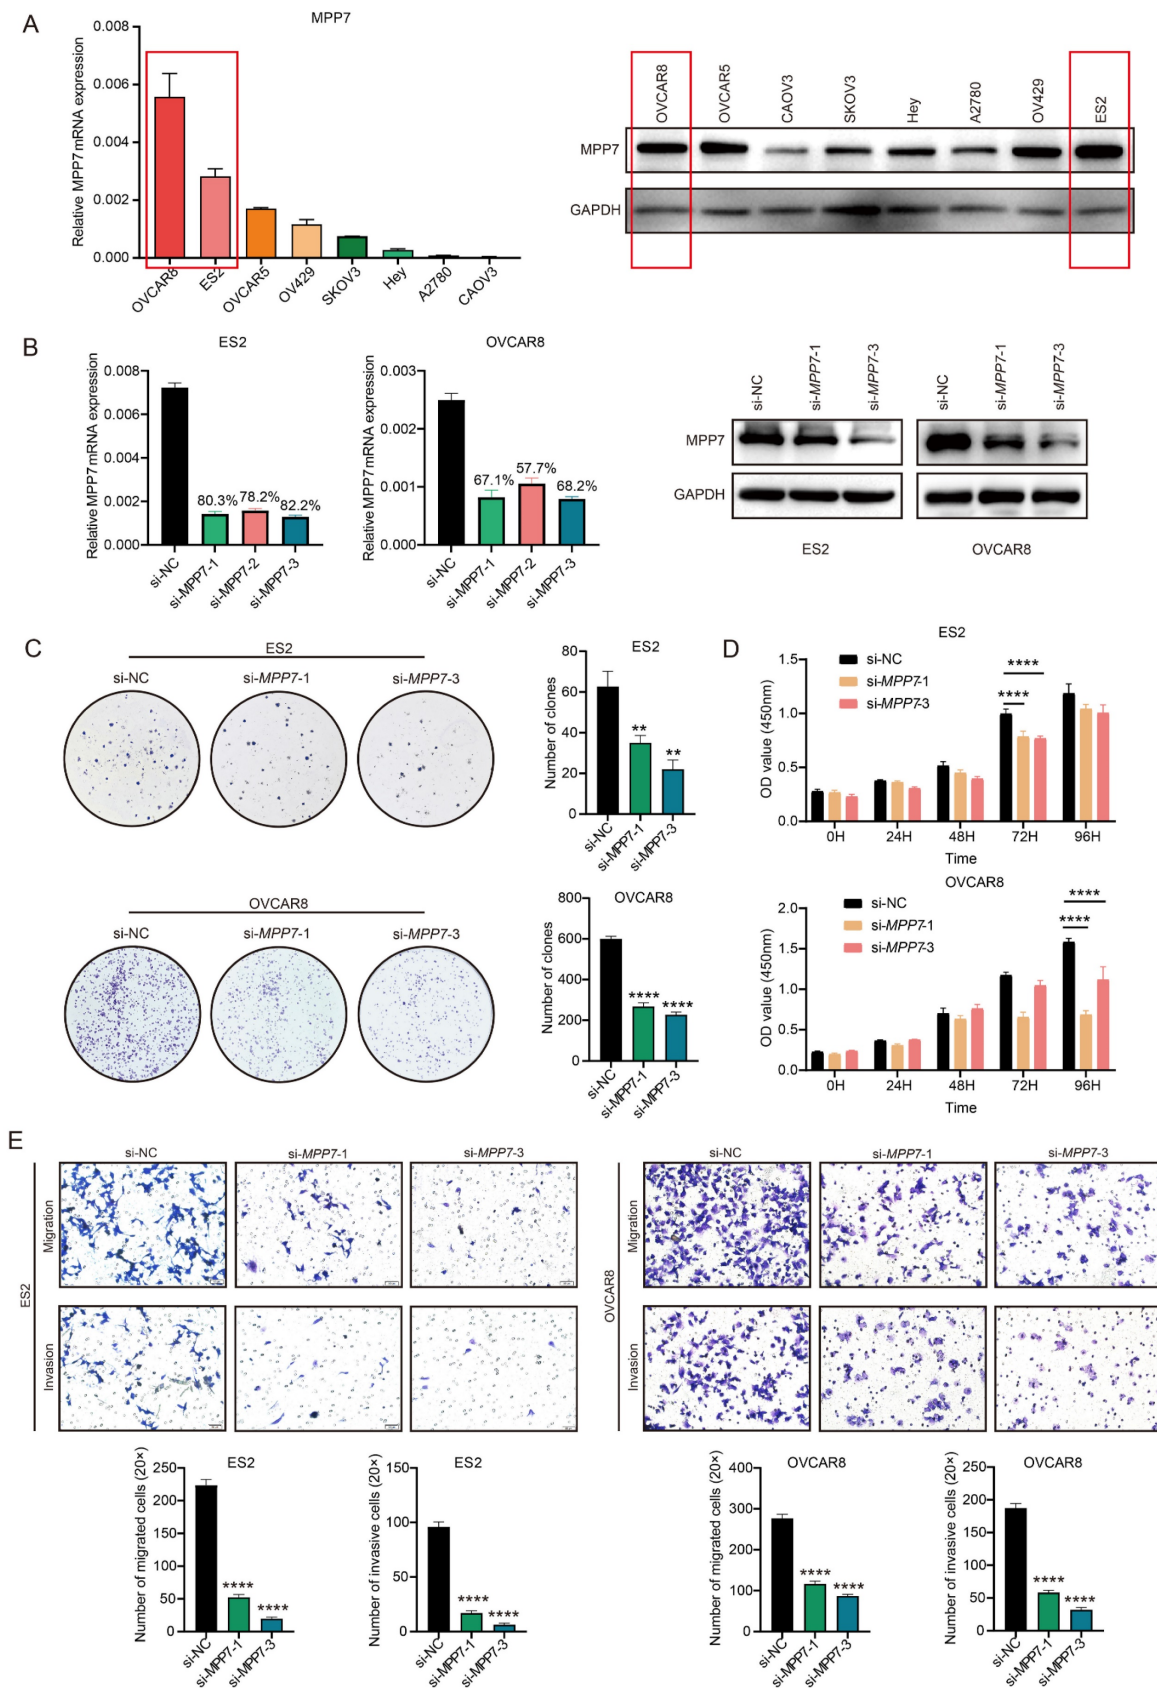 A
MPP7
Relative MPP7 mRNA expression
0.008
0.006
0.004
0.002
0.000
OVCAR8
ES2
OVCAR5
OV429
SKOV3
Hey
A2780
CAOV3
OVCAR8
OVCAR5
CAOV3
SKOV3
Hey
A2780
OV429
ES2
MPP7
GAPDH
B
ES2
Relative MPP7 mRNA expression
0.008
0.006
0.004
0.002
0.000
80.3%
78.2%
82.2%
si-NC
si-MPP7-1
si-MPP7-2
si-MPP7-3
OVCAR8
Relative MPP7 mRNA expression
0.003
0.002
0.001
0.000
67.1%
57.7%
68.2%
si-NC
si-MPP7-1
si-MPP7-2
si-MPP7-3
si-NC
si-MPP7-1
si-MPP7-3
si-NC
si-MPP7-1
si-MPP7-3
MPP7
GAPDH
ES2
OVCAR8
C
ES2
si-NC
si-MPP7-1
si-MPP7-3
ES2
Number of clones
80
60
40
20
0
**
**
si-NC
si-MPP7-1
si-MPP7-3
OVCAR8
si-NC
si-MPP7-1
si-MPP7-3
OVCAR8
Number of clones
800
600
400
200
0
****
****
si-NC
si-MPP7-1
si-MPP7-3
D
ES2
si-NC
si-MPP7-1
si-MPP7-3
OD value (450nm)
1.5
1.0
0.5
0.0
****
****
0H
24H
48H
72H
96H
Time
OVCAR8
si-NC
si-MPP7-1
si-MPP7-3
OD value (450nm)
2.0
1.5
1.0
0.5
0.0
****
****
0H
24H
48H
72H
96H
Time
E
si-NC
si-MPP7-1
si-MPP7-3
ES2
Migration
Invasion
si-NC
si-MPP7-1
si-MPP7-3
OVCAR8
Migration
Invasion
ES2
Number of migrated cells (20×)
250
200
150
100
50
0
****
****
si-NC
si-MPP7-1
si-MPP7-3
ES2
Number of invasive cells (20×)
150
100
50
0
****
****
si-NC
si-MPP7-1
si-MPP7-3
OVCAR8
Number of migrated cells (20×)
400
300
200
100
0
****
****
si-NC
si-MPP7-1
si-MPP7-3
OVCAR8
Number of invasive cells (20×)
250
200
150
100
50
0
****
****
si-NC
si-MPP7-1
si-MPP7-3